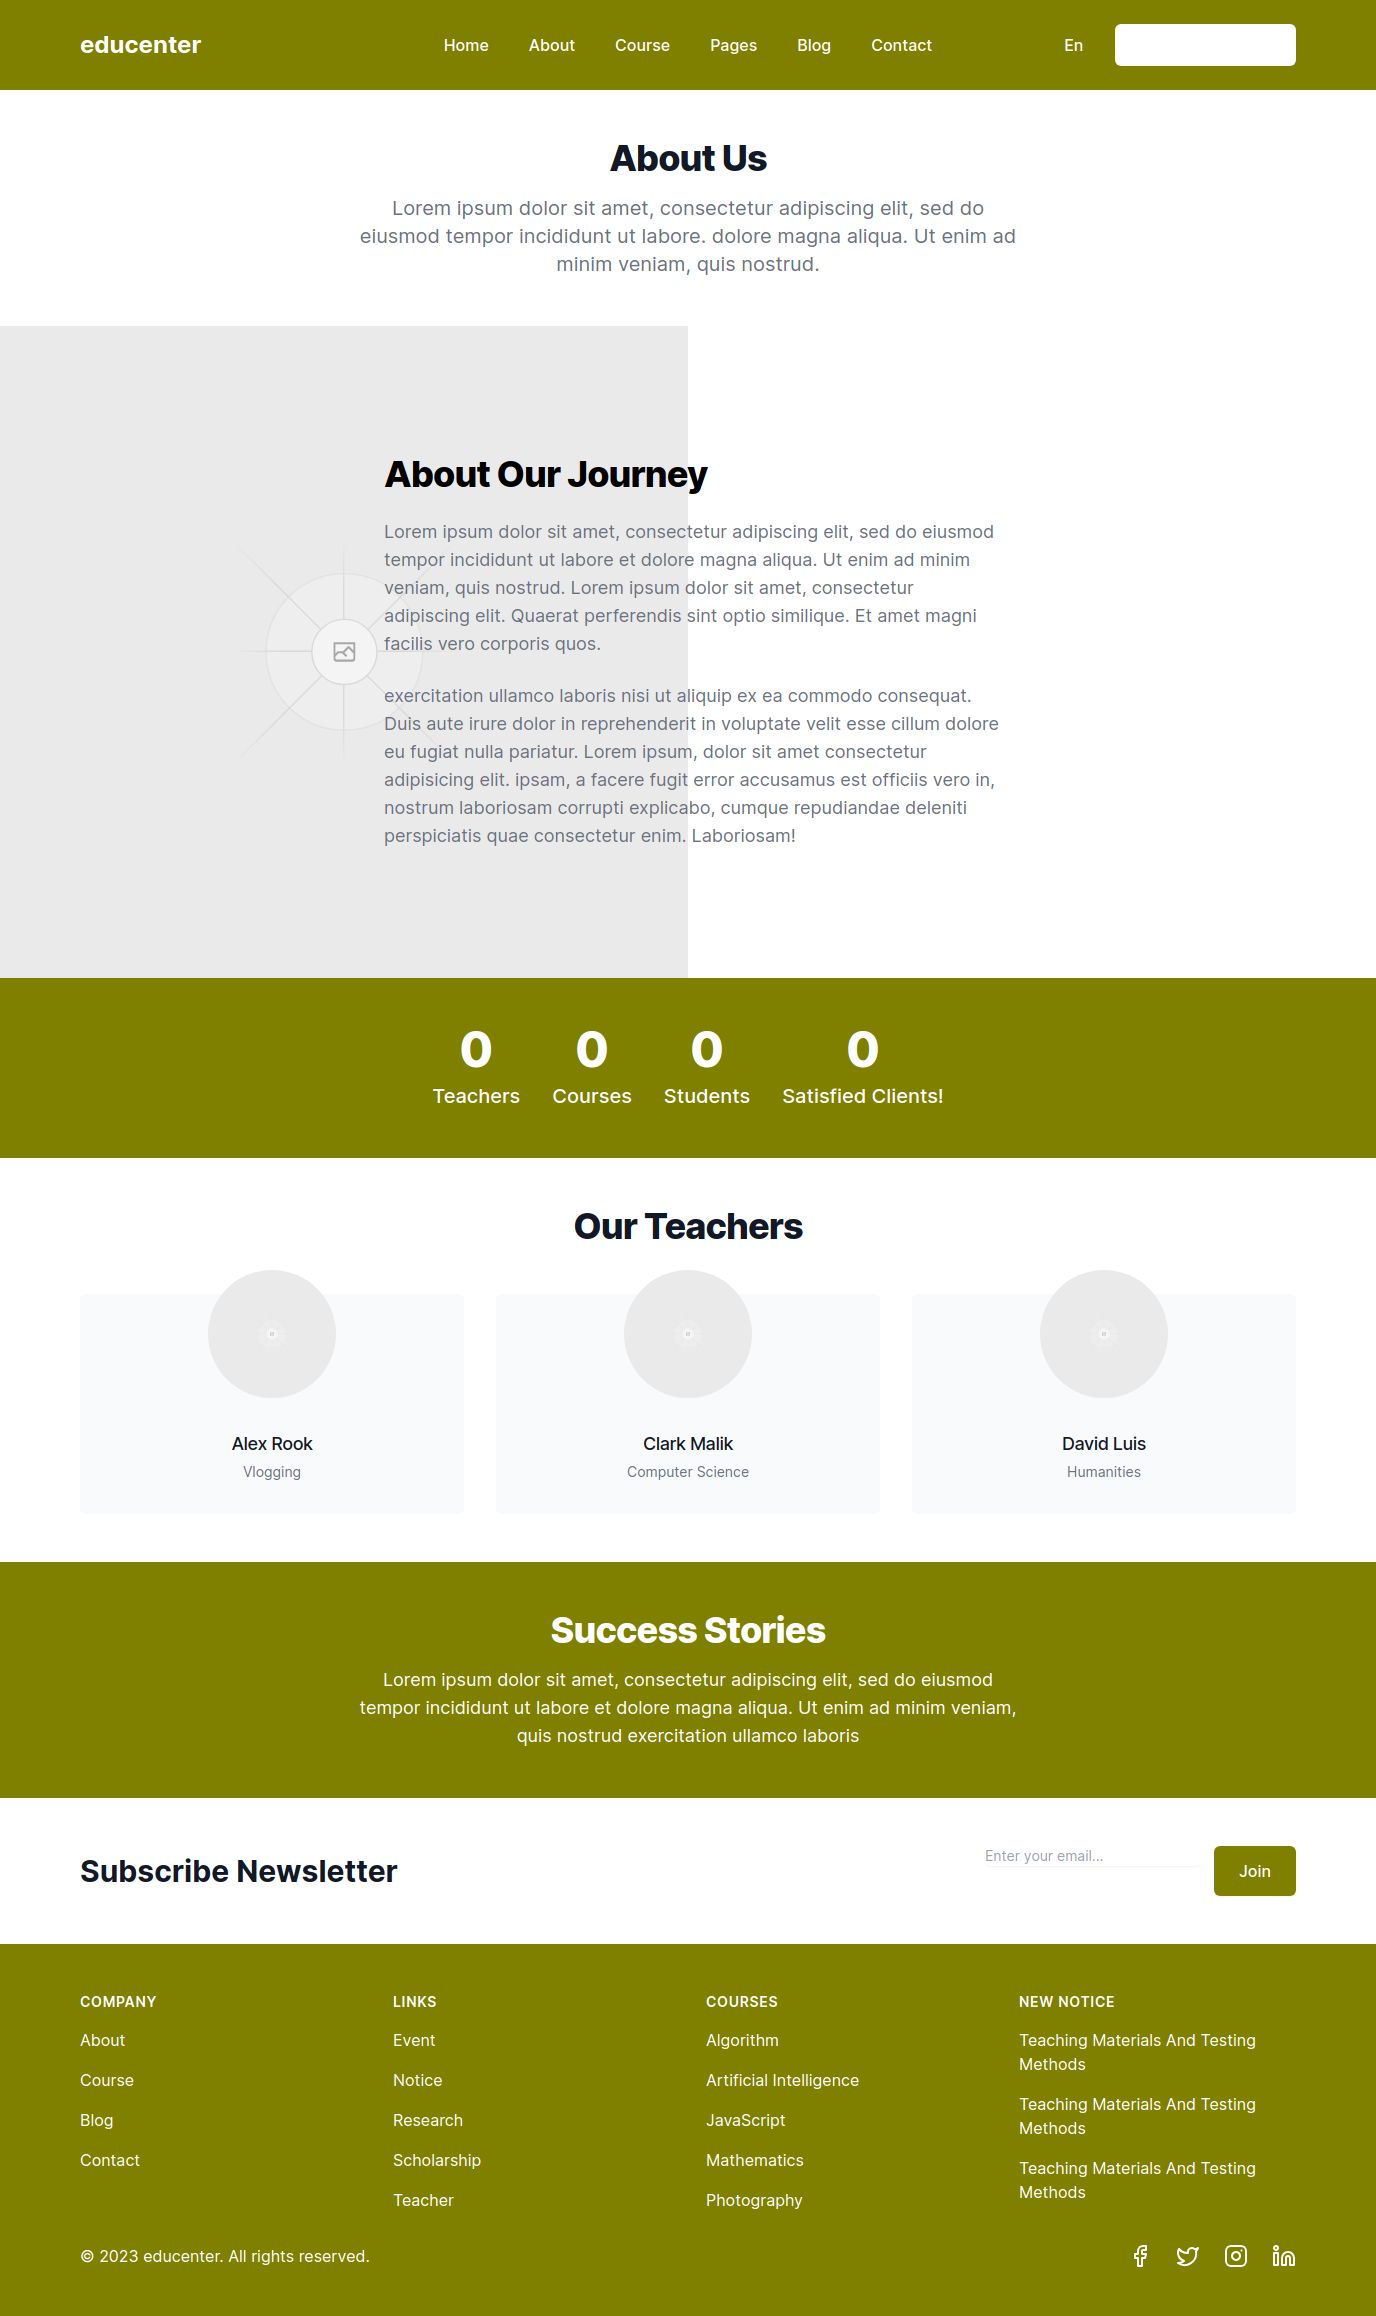 educenter
Home
About
Course
Pages
Blog
Contact
En
About Us
Lorem ipsum dolor sit amet, consectetur adipiscing elit, sed do
eiusmod tempor incididunt ut labore. dolore magna aliqua. Ut enim ad
minim veniam, quis nostrud.
About Our Journey
Lorem ipsum dolor sit amet, consectetur adipiscing elit, sed do eiusmod
tempor incididunt ut labore et dolore magna aliqua. Ut enim ad minim
veniam, quis nostrud. Lorem ipsum dolor sit amet, consectetur
adipiscing elit. Quaerat perferendis sint optio similique. Et amet magni
facilis vero corporis quos.
exercitation ullamco laboris nisi ut aliquip ex ea commodo consequat.
Duis aute irure dolor in reprehenderit in voluptate velit esse cillum dolore
eu fugiat nulla pariatur. Lorem ipsum, dolor sit amet consectetur
adipisicing elit. ipsam, a facere fugit error accusamus est officiis vero in,
nostrum laboriosam corrupti explicabo, cumque repudiandae deleniti
perspiciatis quae consectetur enim. Laboriosam!
0
Teachers
0
Courses
0
Students
0
Satisfied Clients!
Our Teachers
Alex Rook
Vlogging
Clark Malik
Computer Science
David Luis
Humanities
Success Stories
Lorem ipsum dolor sit amet, consectetur adipiscing elit, sed do eiusmod
tempor incididunt ut labore et dolore magna aliqua. Ut enim ad minim veniam,
quis nostrud exercitation ullamco laboris
Subscribe Newsletter
Enter your email...
Join
COMPANY
About
Course
Blog
Contact
LINKS
Event
Notice
Research
Scholarship
Teacher
COURSES
Algorithm
Artificial Intelligence
JavaScript
Mathematics
Photography
NEW NOTICE
Teaching Materials And Testing
Methods
Teaching Materials And Testing
Methods
Teaching Materials And Testing
Methods
© 2023 educenter. All rights reserved.